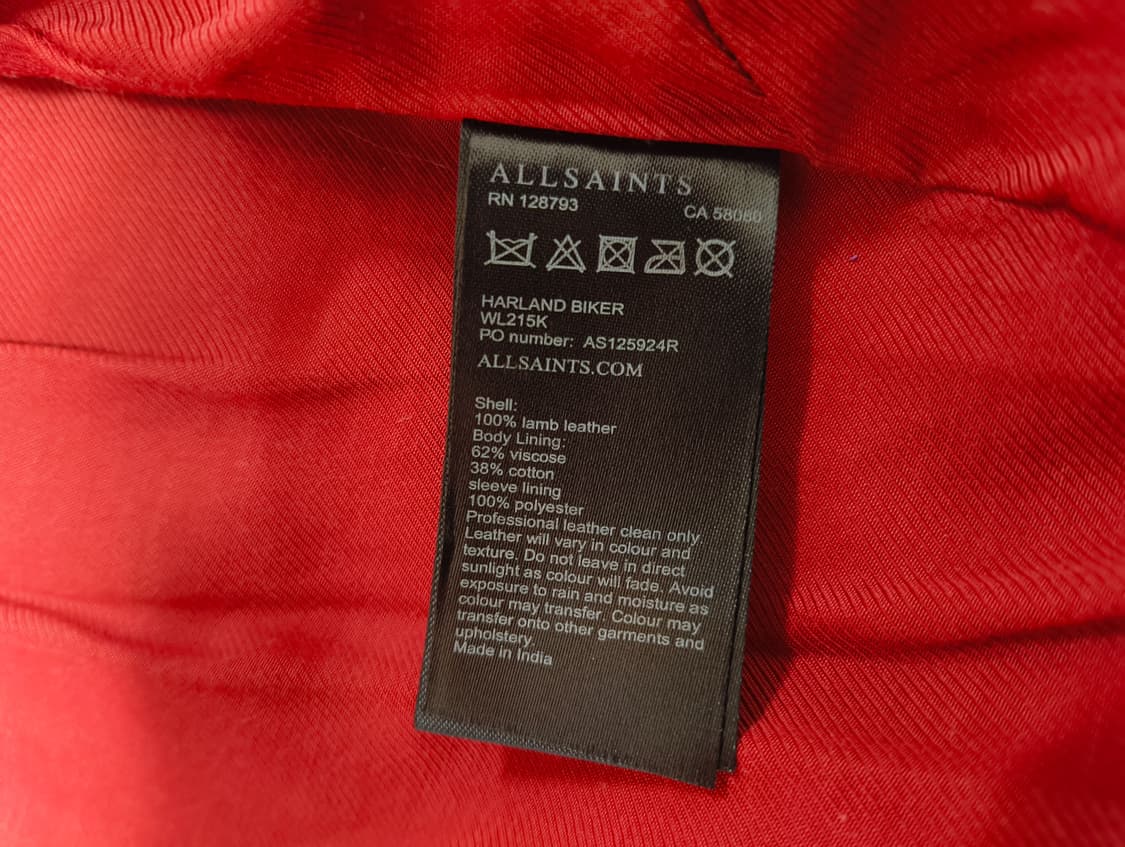 ALLSAINTS
RN 128793 CA 58060
HARLAND BIKER
WL215K
PO number: AS125924R
ALLSAINTS.COM
Shell:
100% lamb leather
Body Lining:
62% viscose
38% cotton
sleeve lining
100% polyester
Professional leather clean only
Leather will vary in colour and
texture. Do not leave in direct
sunlight as colour will fade. Avoid
exposure to rain and moisture as
colour may transfer. Colour may
transfer onto other garments and
upholstery.
Made in India